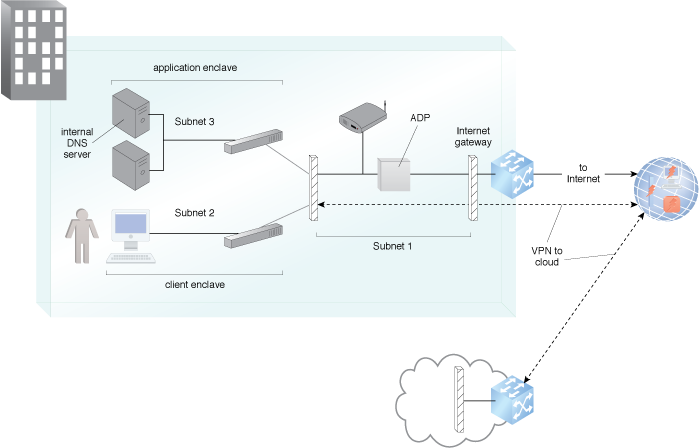 application enclave
internal
DNS
server
Subnet 3
ADP
Internet
gateway
to
Internet
Subnet 2
Subnet 1
VPN to
cloud
client enclave